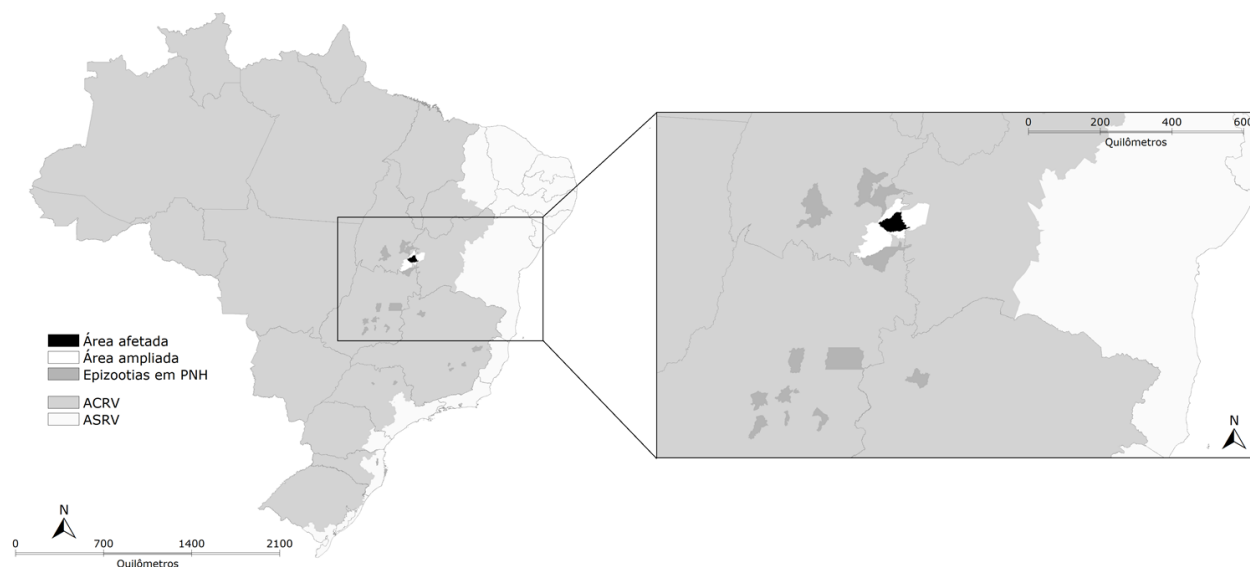 0 200 400 600
Quilômetros
Área afetada
Área ampliada
Epizootias em PNH
ACRV
ASRV
N
N
0 700 1400 2100
Quilômetros